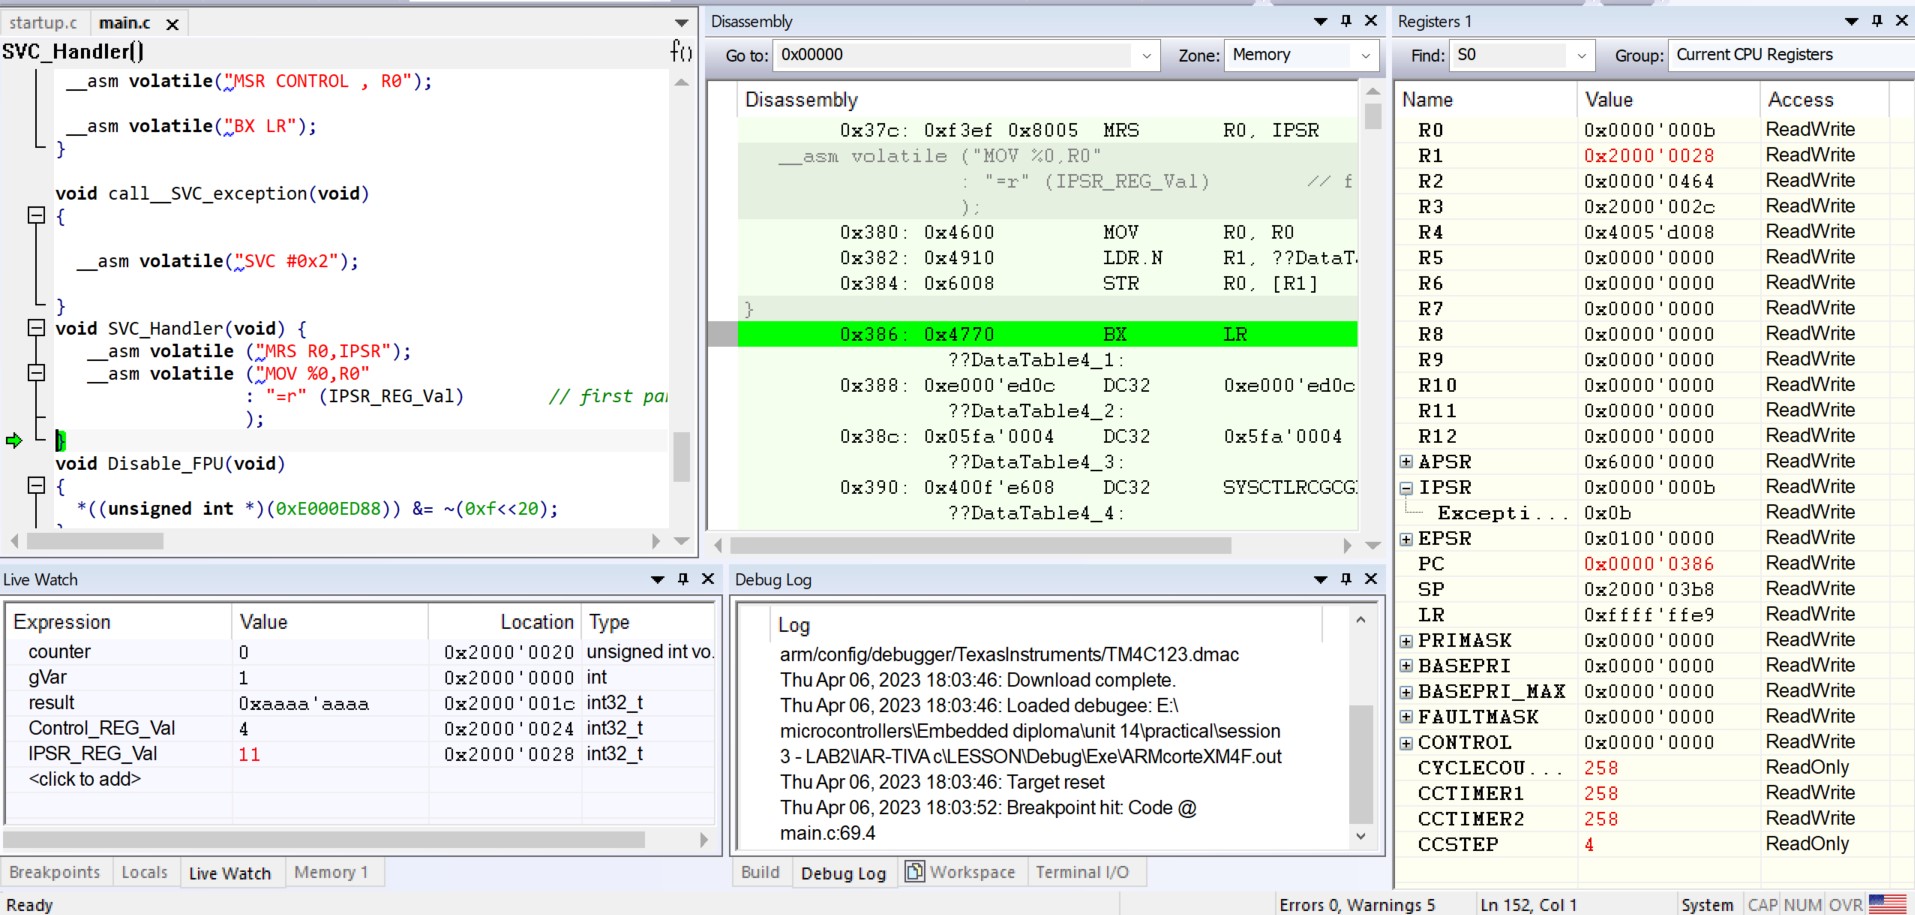 startup.c main.c
SVC_Handler() f()
__asm volatile("MSR CONTROL , R0");
__asm volatile("BX LR");
}
void call__SVC_exception(void)
{
__asm volatile("SVC #0x2");
}
void SVC_Handler(void) {
__asm volatile ("MRS R0,IPSR");
__asm volatile ("MOV %0,R0"
: "=r" (IPSR_REG_Val) // first pa
);
}
void Disable_FPU(void)
{
*((unsigned int *)(0xE000ED88)) &= ~(0xf<<20);
Disassembly
Go to: 0x00000 Zone: Memory
Disassembly
0x37c: 0xf3ef 0x8005 MRS R0, IPSR
__asm volatile ("MOV %0,R0"
: "=r" (IPSR_REG_Val) // f
);
0x380: 0x4600 MOV R0, R0
0x382: 0x4910 LDR.N R1, ??DataT
0x384: 0x6008 STR R0, [R1]
}
0x386: 0x4770 BX LR
??DataTable4_1:
0x388: 0xe000'ed0c DC32 0xe000'ed0c
??DataTable4_2:
0x38c: 0x05fa'0004 DC32 0x5fa'0004
??DataTable4_3:
0x390: 0x400f'e608 DC32 SYSCTLRCGCG
??DataTable4_4:
Registers 1
Find: S0 Group: Current CPU Registers
Name Value Access
R0 0x0000'000b ReadWrite
R1 0x2000'0028 ReadWrite
R2 0x0000'0464 ReadWrite
R3 0x2000'002c ReadWrite
R4 0x4005'd008 ReadWrite
R5 0x0000'0000 ReadWrite
R6 0x0000'0000 ReadWrite
R7 0x0000'0000 ReadWrite
R8 0x0000'0000 ReadWrite
R9 0x0000'0000 ReadWrite
R10 0x0000'0000 ReadWrite
R11 0x0000'0000 ReadWrite
R12 0x0000'0000 ReadWrite
APSR 0x6000'0000 ReadWrite
IPSR 0x0000'000b ReadWrite
Excepti... 0x0b ReadWrite
EPSR 0x0100'0000 ReadWrite
PC 0x0000'0386 ReadWrite
SP 0x2000'03b8 ReadWrite
LR 0xffff'ffe9 ReadWrite
PRIMASK 0x0000'0000 ReadWrite
BASEPRI 0x0000'0000 ReadWrite
BASEPRI_MAX 0x0000'0000 ReadWrite
FAULTMASK 0x0000'0000 ReadWrite
CONTROL 0x0000'0000 ReadWrite
CYCLECOU... 258 ReadOnly
CCTIMER1 258 ReadWrite
CCTIMER2 258 ReadWrite
CCSTEP 4 ReadOnly
Live Watch
Expression Value Location Type
counter 0 0x2000'0020 unsigned int vo.
gVar 1 0x2000'0000 int
result 0xaaaa'aaaa 0x2000'001c int32_t
Control_REG_Val 4 0x2000'0024 int32_t
IPSR_REG_Val 11 0x2000'0028 int32_t
<click to add>
Breakpoints Locals Live Watch Memory 1
Debug Log
Log
arm/config/debugger/TexasInstruments/TM4C123.dmac
Thu Apr 06, 2023 18:03:46: Download complete.
Thu Apr 06, 2023 18:03:46: Loaded debugee: E:\
microcontrollers\Embedded diploma\unit 14\practical\session
3 - LAB2\IAR-TIVA c\LESSON\Debug\Exe\ARMcorteXM4F.out
Thu Apr 06, 2023 18:03:46: Target reset
Thu Apr 06, 2023 18:03:52: Breakpoint hit: Code @
main.c:69.4
Build Debug Log Workspace Terminal I/O
Ready Errors 0, Warnings 5 Ln 152, Col 1 System CAP NUM OVR